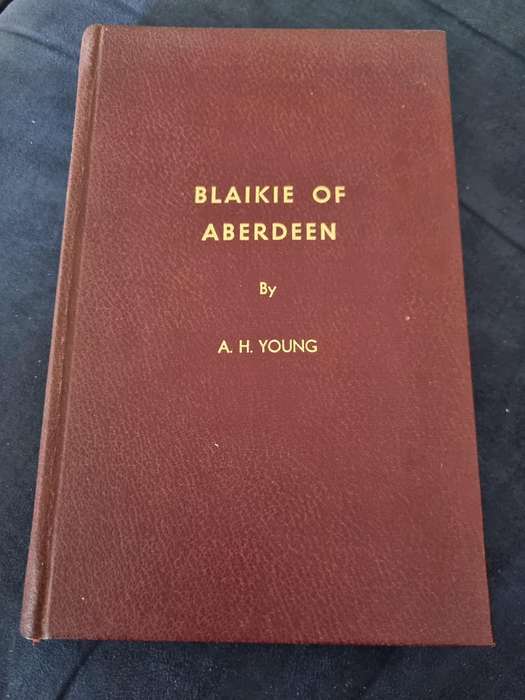 BLAIKIE OF
ABERDEEN
By
A. H. YOUNG